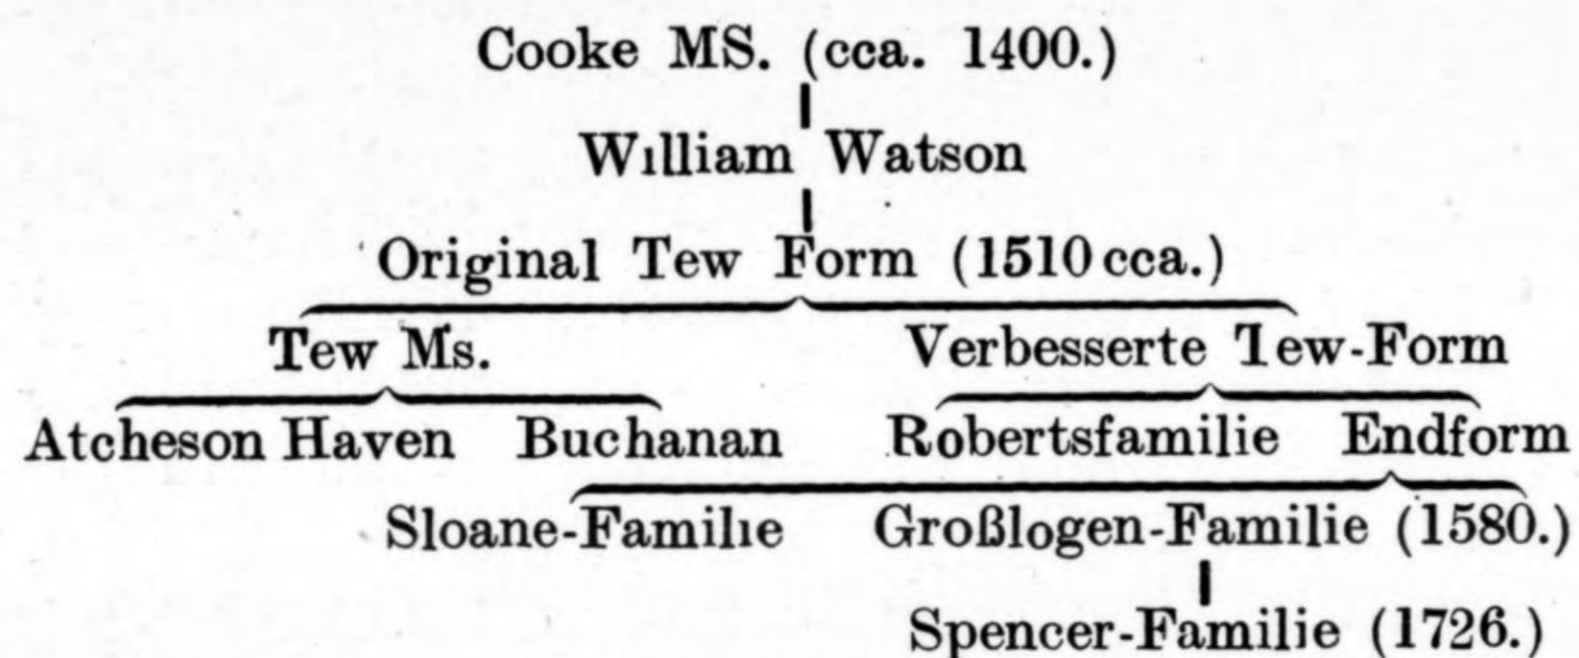 Cooke MS. (cca. 1400.)
William Watson
Original Tew Form (1510 cca.)
Tew Ms. Verbesserte Tew-Form
Atcheson Haven Buchanan Robertsfamilie Endform
Sloane-Familie Großlogen-Familie (1580.)
Spencer-Familie (1726.)